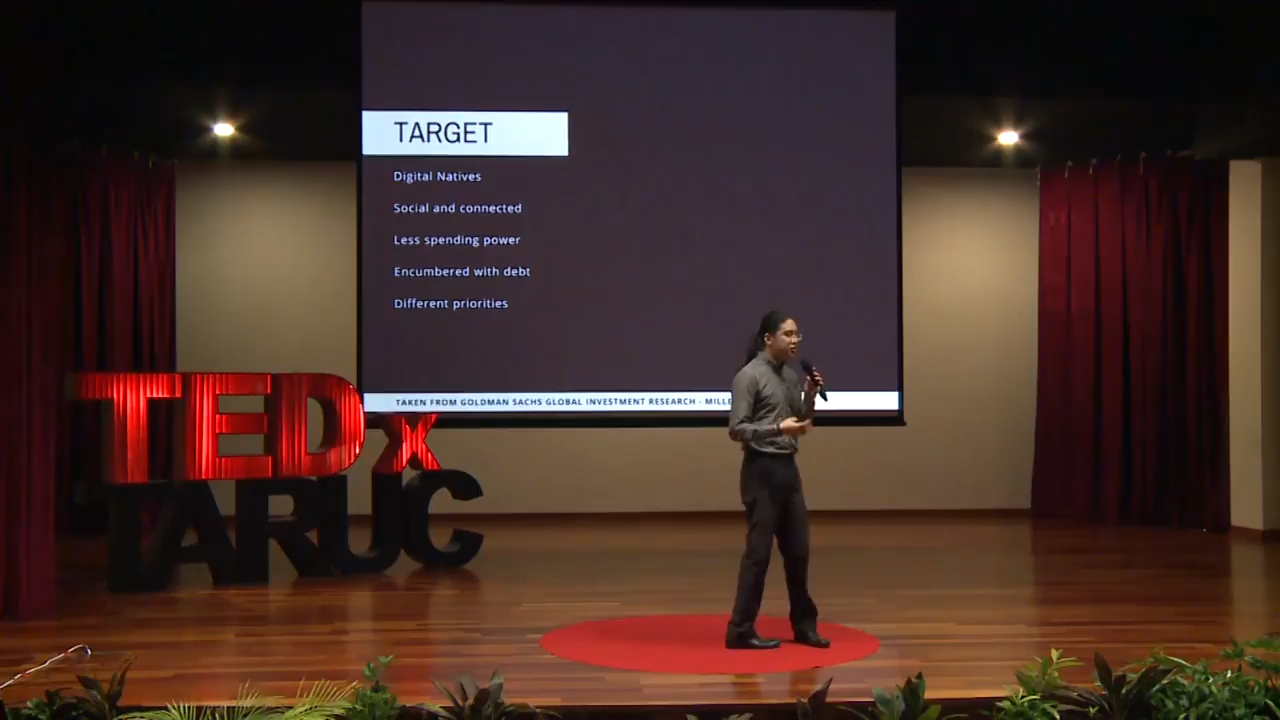 TARGET
Digital Natives
Social and connected
Less spending power
Encumbered with debt
Different priorities
TAKEN FROM GOLDMAN SACHS GLOBAL INVESTMENT RESEARCH - MILLE
TEDx
TARUC